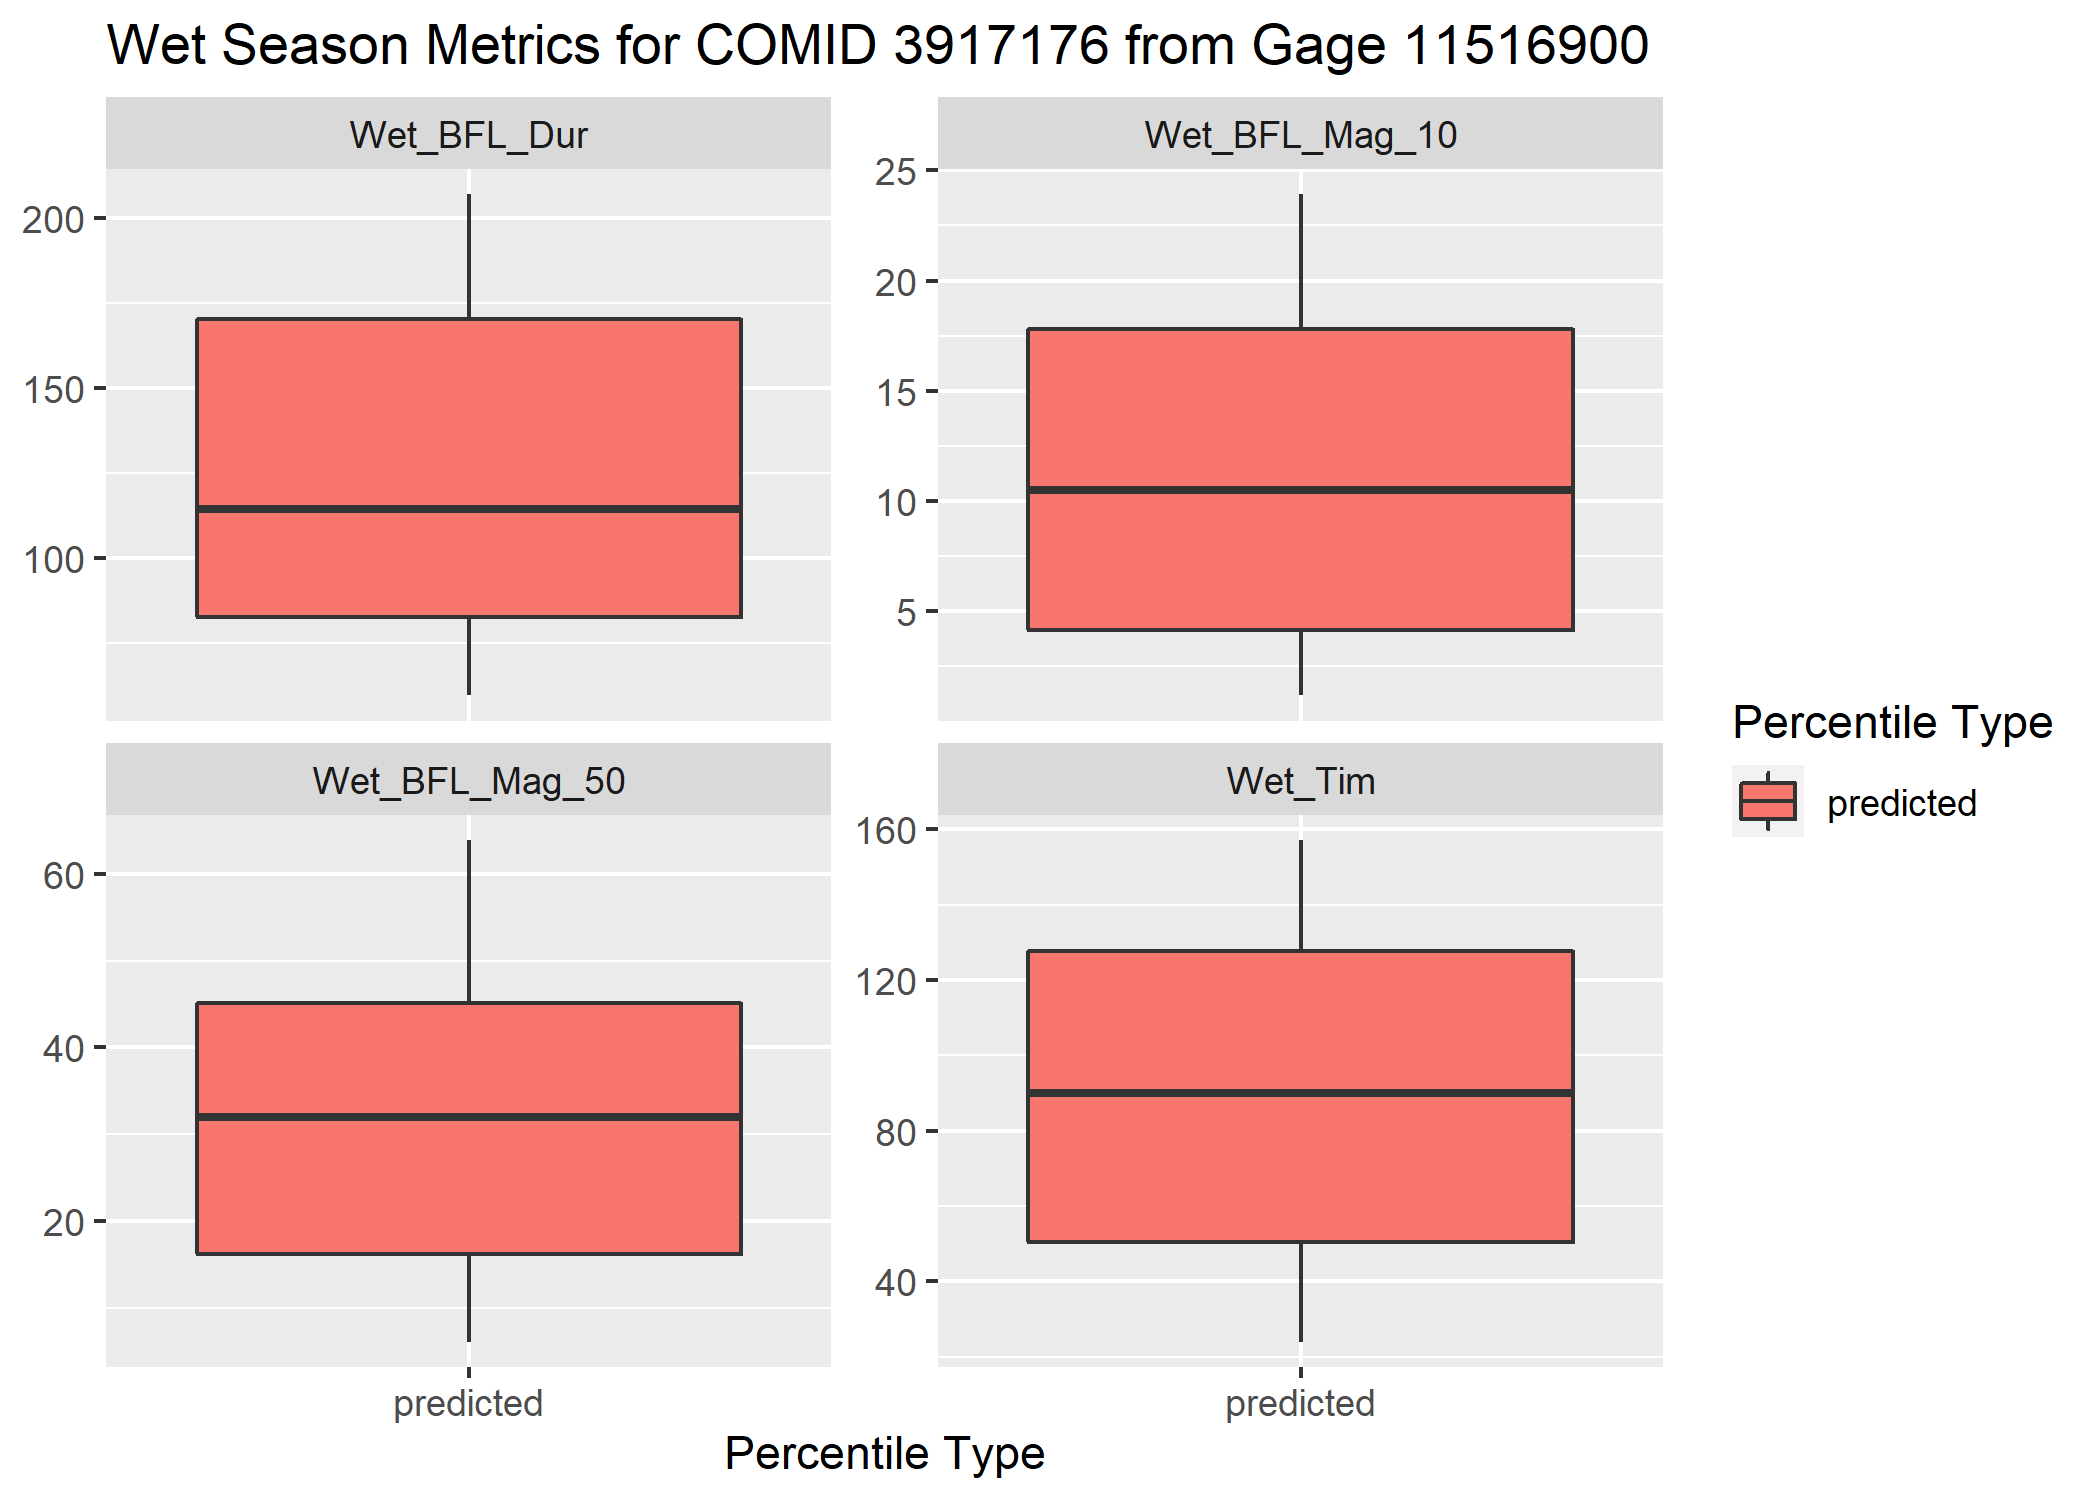 Wet Season Metrics for COMID 3917176 from Gage 11516900
Wet_BFL_Dur
200
150
100
Wet_BFL_Mag_10
25
20
15
10
5
Wet_BFL_Mag_50
60
40
20
predicted
Wet_Tim
160
120
80
40
predicted
Percentile Type
Percentile Type
predicted